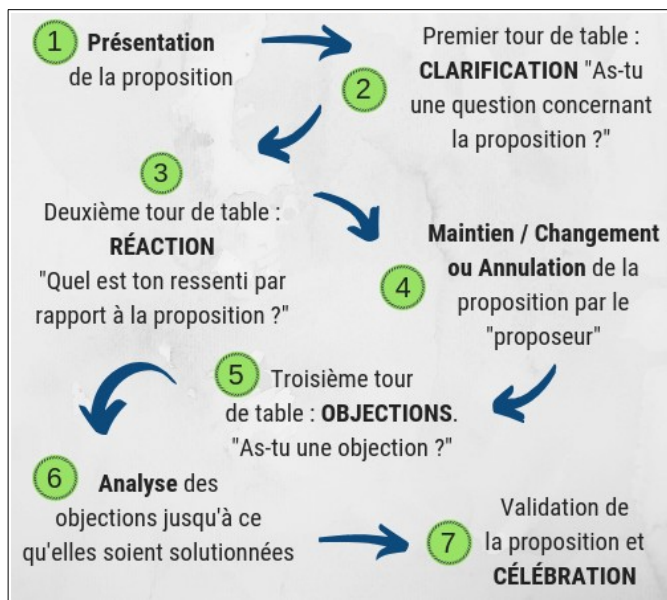 1 Présentation
de la proposition
Premier tour de table :
2 CLARIFICATION "As-tu
une question concernant
la proposition ?"
3
Deuxième tour de table :
RÉACTION
"Quel est ton ressenti par
rapport à la proposition ?"
Maintien / Changement
4 ou Annulation de la
proposition par le
"proposeur"
5 Troisième tour
de table : OBJECTIONS.
"As-tu une objection ?"
6 Analyse des
objections jusqu'à ce
qu'elles soient solutionnées
Validation de
7 la proposition et
CÉLÉBRATION